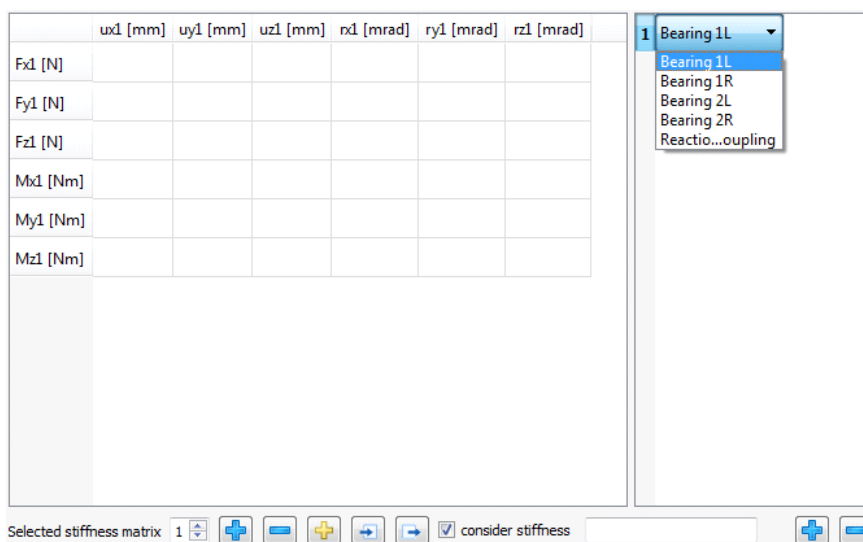 ux1 [mm] uy1 [mm] uz1 [mm] rx1 [mrad] ry1 [mrad] rz1 [mrad]
Fx1 [N]
Fy1 [N]
Fz1 [N]
Mx1 [Nm]
My1 [Nm]
Mz1 [Nm]
1 Bearing 1L
Bearing 1L
Bearing 1R
Bearing 2L
Bearing 2R
Reactio...oupling
Selected stiffness matrix 1 consider stiffness